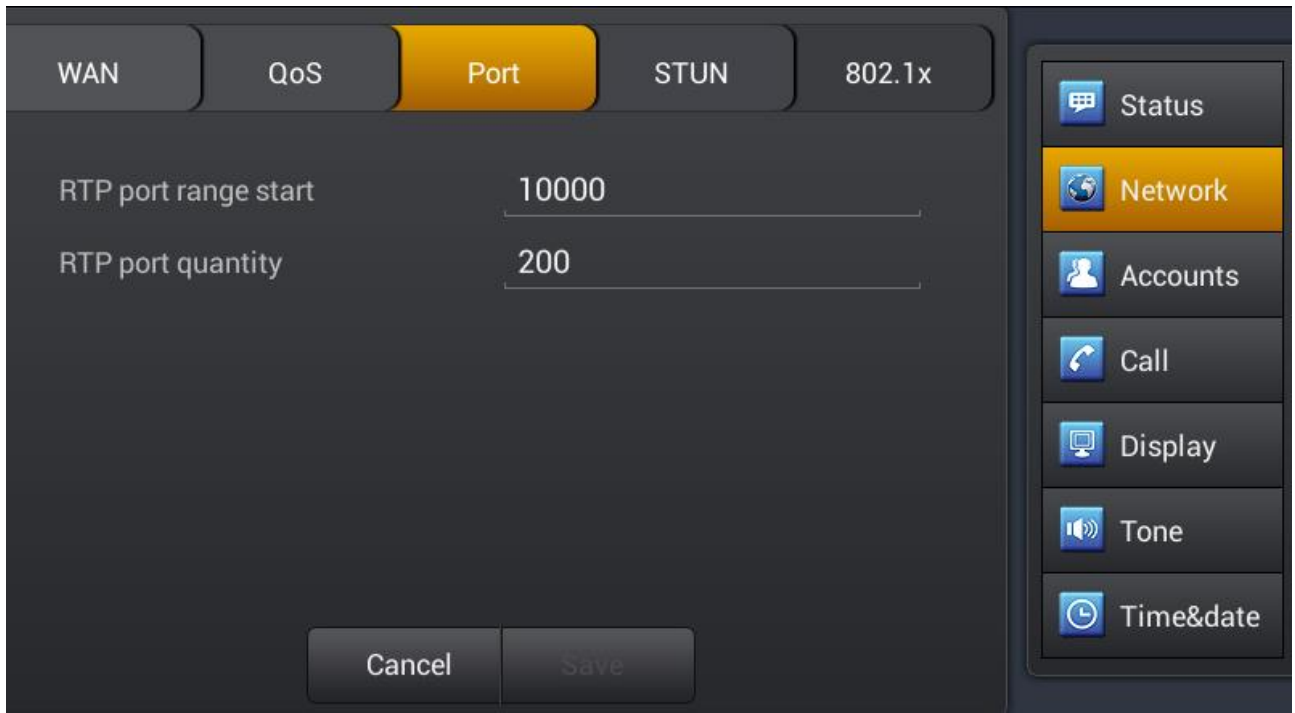 WAN QoS Port STUN 802.1x
RTP port range start 10000
RTP port quantity 200
Cancel Save
Status
Network
Accounts
Call
Display
Tone
Time&date